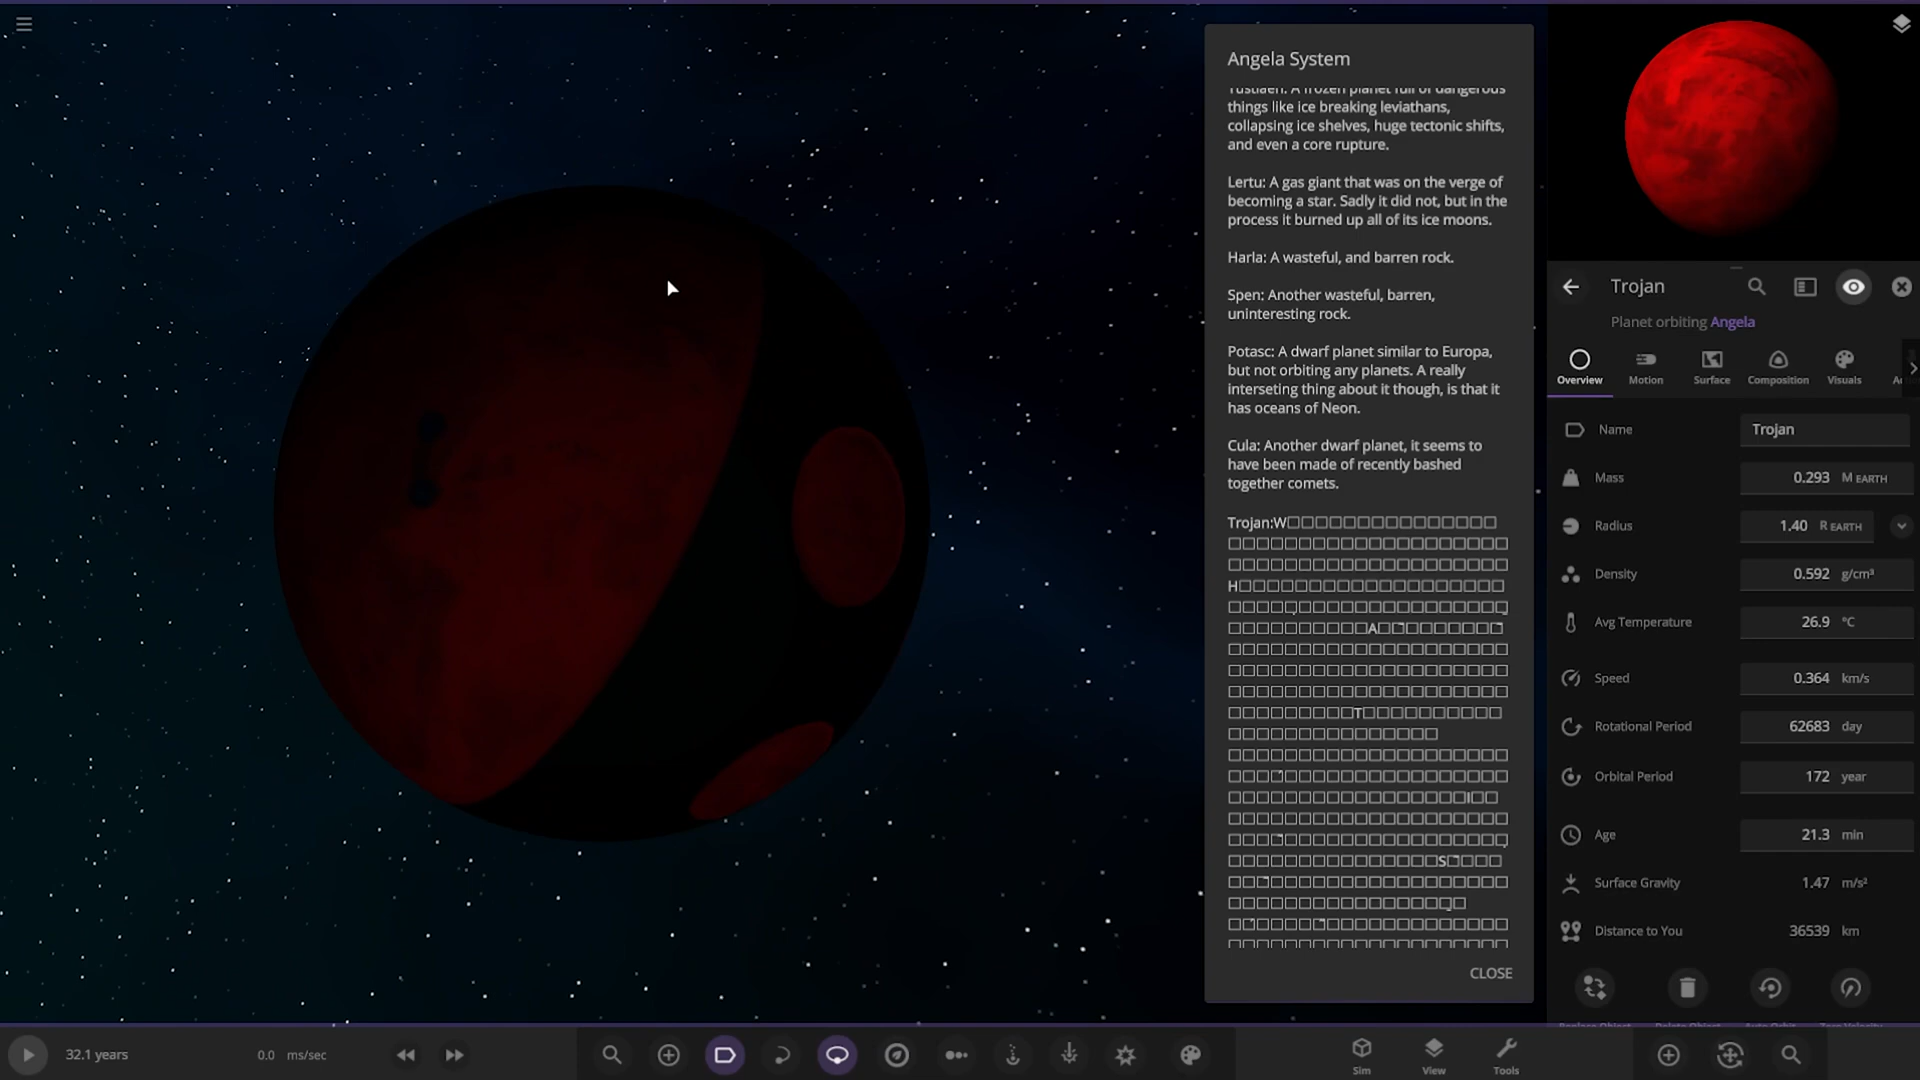 Angela System
things like ice breaking leviathans,
collapsing ice shelves, huge tectonic shifts,
and even a core rupture.
Lertu: A gas giant that was on the verge of
becoming a star. Sadly it did not, but in the
process it burned up all of its ice moons.
Harla: A wasteful, and barren rock.
Spen: Another wasteful, barren,
uninteresting rock.
Potasc: A dwarf planet similar to Europa,
but not orbiting any planets. A really
interseting thing about it though, is that it
has oceans of Neon.
Cula: Another dwarf planet, it seems to
have been made of recently bashed
together comets.
Trojan:W
H
A
T
I
S
CLOSE
Trojan
Planet orbiting Angela
Overview
Motion
Surface
Composition
Visuals
Name Trojan
Mass 0.293 M EARTH
Radius 1.40 R EARTH
Density 0.592 g/cm³
Avg Temperature 26.9 °C
Speed 0.364 km/s
Rotational Period 62683 day
Orbital Period 172 year
Age 21.3 min
Surface Gravity 1.47 m/s²
Distance to You 36539 km
32.1 years
0.0 ms/sec
Sim
View
Tools